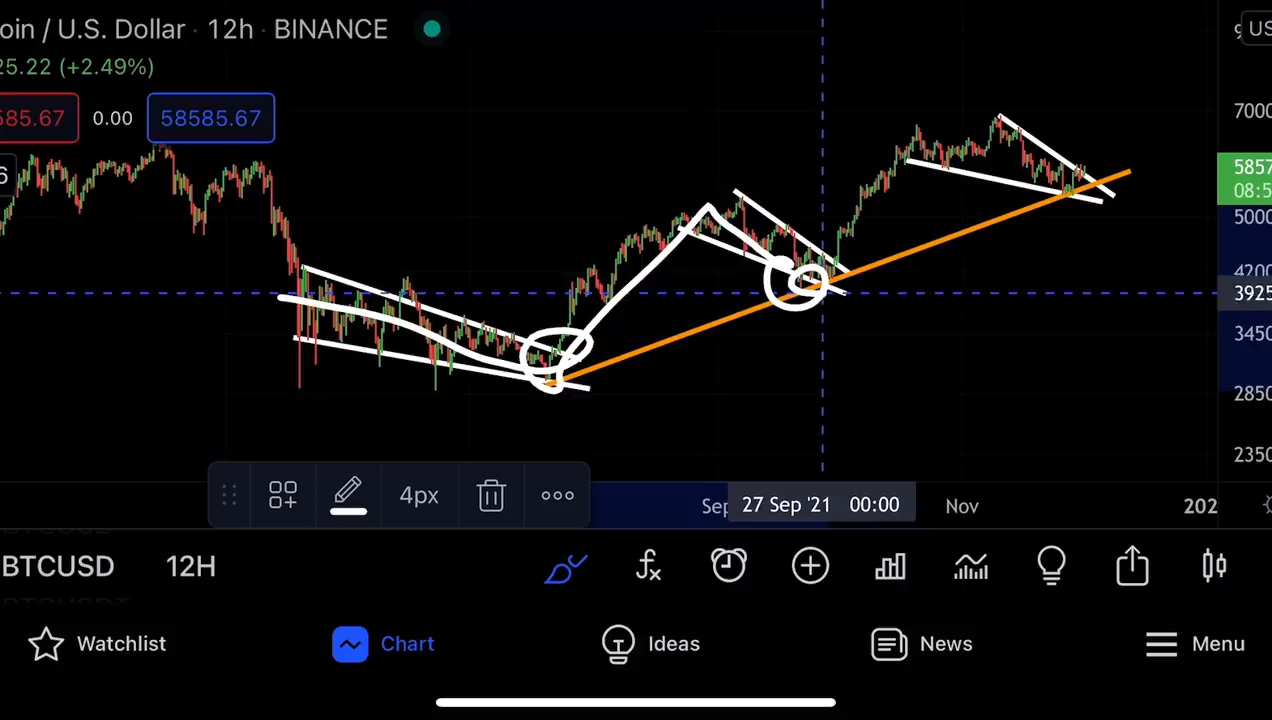 oin / U.S. Dollar · 12h · BINANCE
25.22 (+2.49%)
585.67 0.00 58585.67
6
US
7000
5857
08:5
5000
4200
3925
3450
2850
2350
4px
Sep 27 Sep '21 00:00 Nov 202
BTCUSD 12H
Watchlist Chart Ideas News Menu